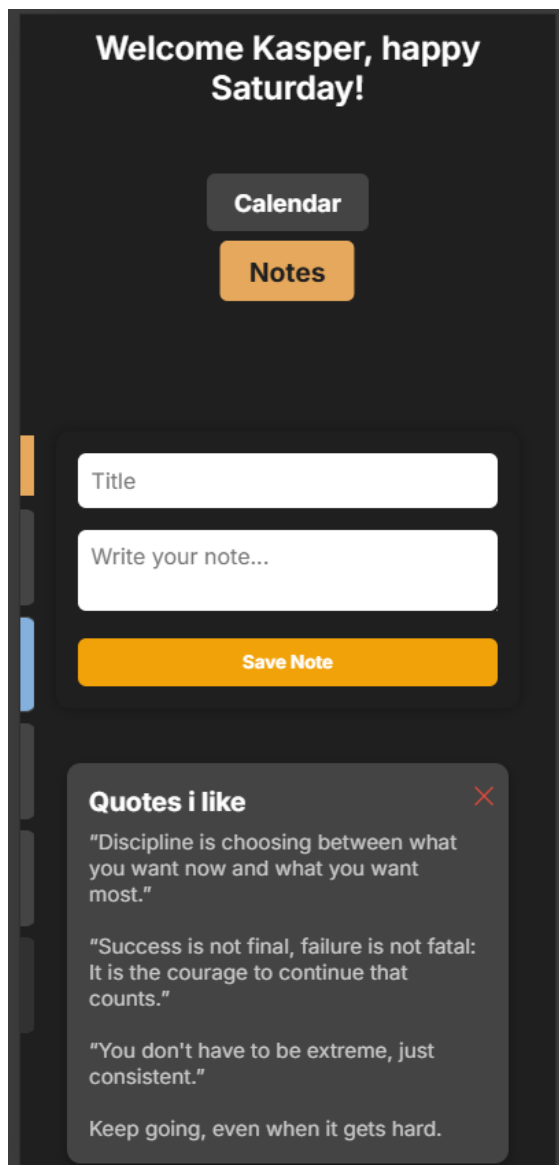 Welcome Kasper, happy
Saturday!
Calendar
Notes
Title
Write your note...
Save Note
Quotes i like
“Discipline is choosing between what
you want now and what you want
most.”
“Success is not final, failure is not fatal:
It is the courage to continue that
counts.”
“You don't have to be extreme, just
consistent.”
Keep going, even when it gets hard.